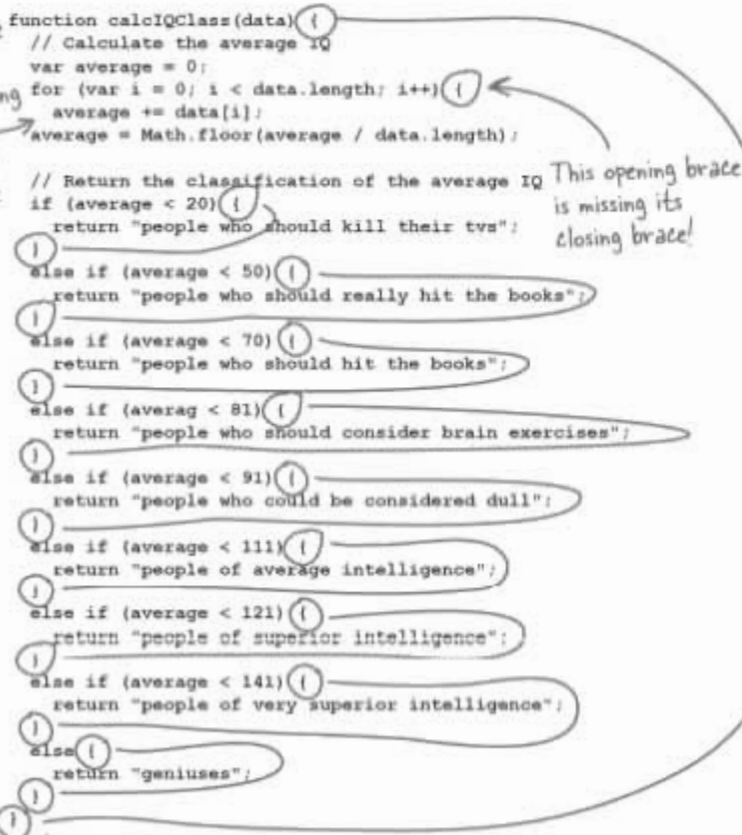 function calcIQClass(data) {
// Calculate the average IQ
var average = 0;
for (var i = 0; i < data.length; i++) {
average += data[i];
average = Math.floor(average / data.length);
// Return the classification of the average IQ
if (average < 20) {
return "people who should kill their tvs";
}
else if (average < 50) {
return "people who should really hit the books";
}
else if (average < 70) {
return "people who should hit the books";
}
else if (averag < 81) {
return "people who should consider brain exercises";
}
else if (average < 91) {
return "people who could be considered dull";
}
else if (average < 111) {
return "people of average intelligence";
}
else if (average < 121) {
return "people of superior intelligence";
}
else if (average < 141) {
return "people of very superior intelligence";
}
else {
return "geniuses";
}
}
This opening brace
is missing its
closing brace!